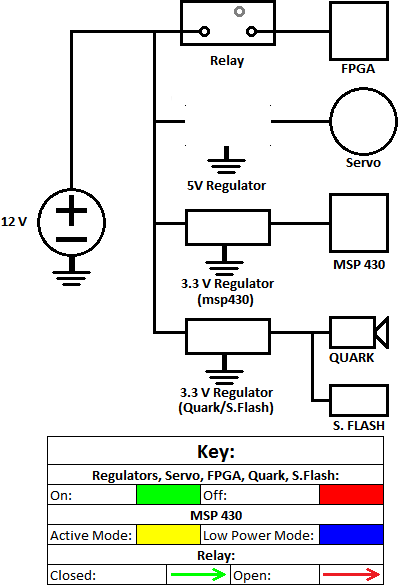 Relay
FPGA
Servo
5V Regulator
12 V
MSP 430
3.3 V Regulator
(msp430)
QUARK
3.3 V Regulator
(Quark/S.Flash)
S. FLASH
Key:
Regulators, Servo, FPGA, Quark, S.Flash:
On: Off:
MSP 430
Active Mode: Low Power Mode:
Relay:
Closed: Open: